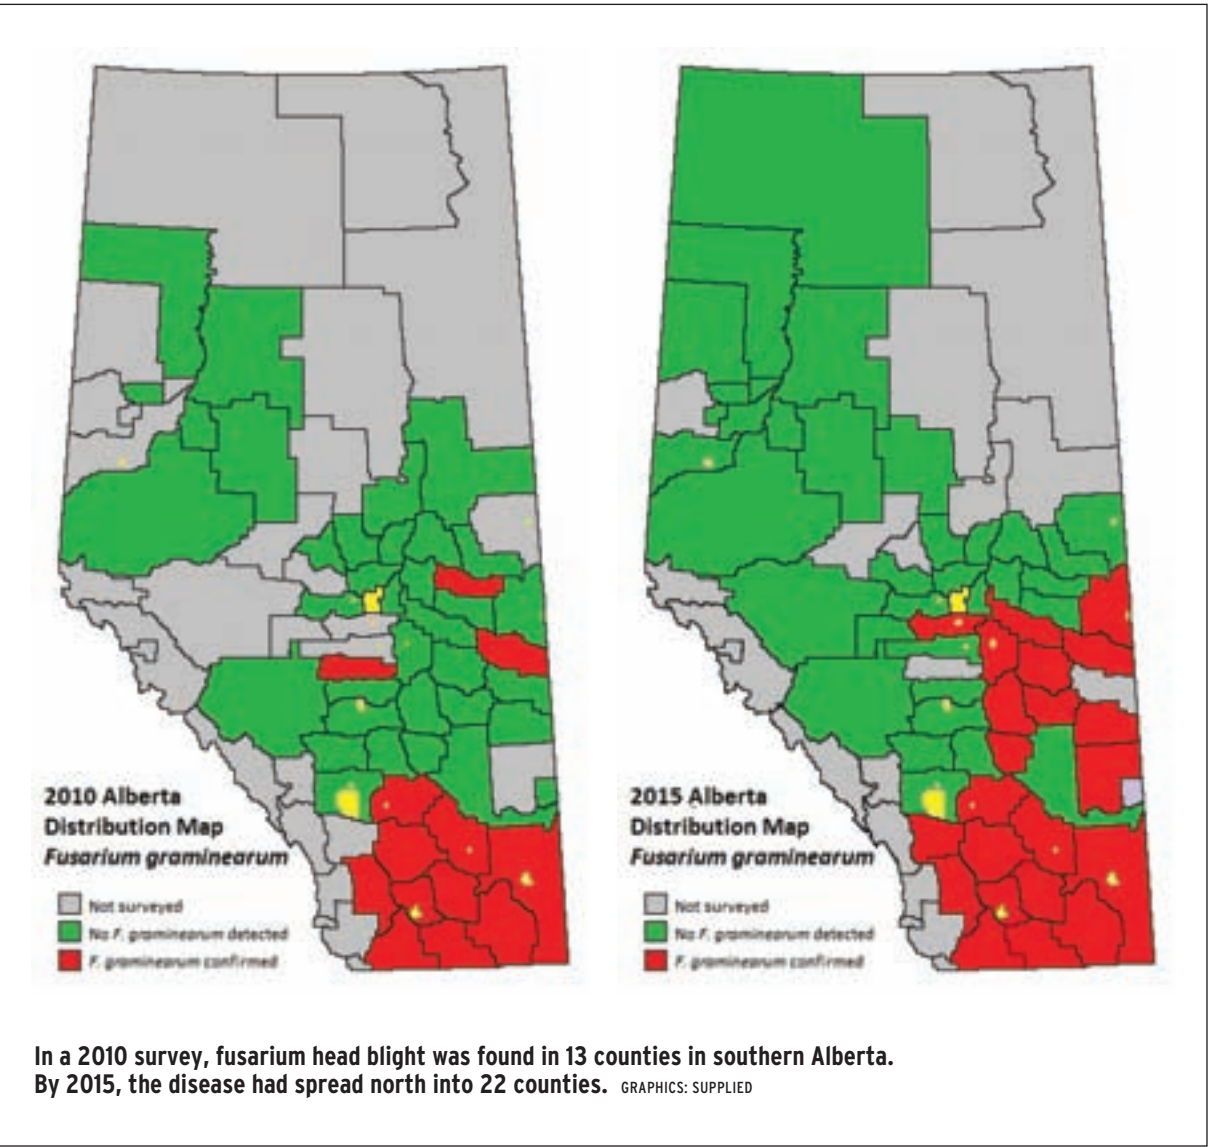 2010 Alberta
Distribution Map
Fusarium graminearum
Not surveyed
No F. graminearum detected
F. graminearum confirmed
2015 Alberta
Distribution Map
Fusarium graminearum
Not surveyed
No F. graminearum detected
F. graminearum confirmed
In a 2010 survey, fusarium head blight was found in 13 counties in southern Alberta.
By 2015, the disease had spread north into 22 counties. GRAPHICS: SUPPLIED